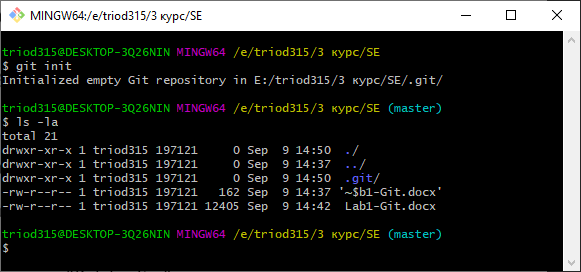 MINGW64:/e/triod315/3 курс/SE
triod315@DESKTOP-3Q26NIN MINGW64 /e/triod315/3 курс/SE
$ git init
Initialized empty Git repository in E:/triod315/3 курс/SE/.git/
triod315@DESKTOP-3Q26NIN MINGW64 /e/triod315/3 курс/SE (master)
$ ls -la
total 21
drwxr-xr-x 1 triod315 197121     0 Sep  9 14:50  ./
drwxr-xr-x 1 triod315 197121     0 Sep  9 14:37  ../
drwxr-xr-x 1 triod315 197121     0 Sep  9 14:50  .git/
-rw-r--r-- 1 triod315 197121   162 Sep  9 14:37 '~$b1-Git.docx'
-rw-r--r-- 1 triod315 197121 12405 Sep  9 14:42  Lab1-Git.docx
triod315@DESKTOP-3Q26NIN MINGW64 /e/triod315/3 курс/SE (master)
$